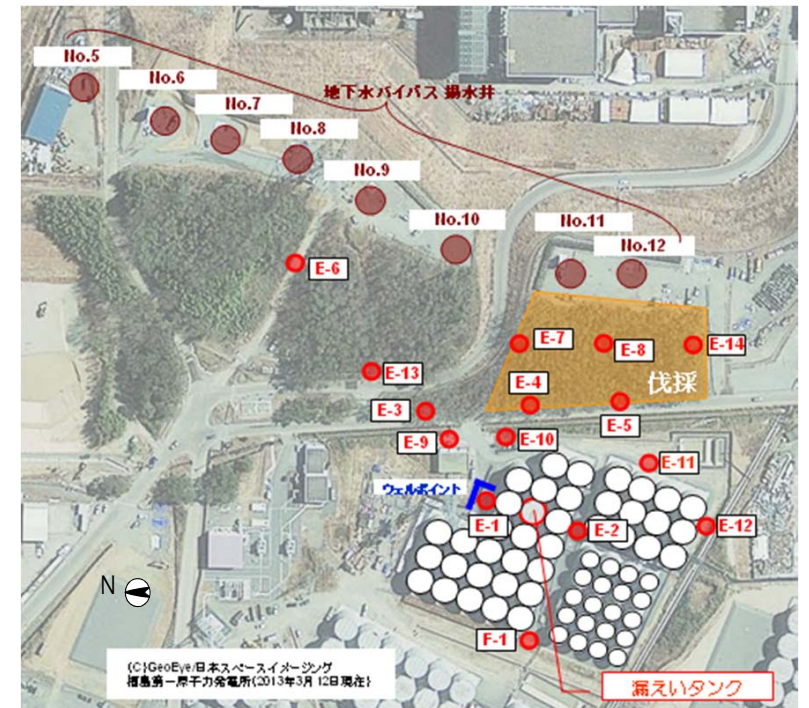 No.5
No.6
No.7
No.8
地下水バイパス 揚水井
No.9
No.10
No.11
No.12
E-6
E-7
E-8
E-14
E-13
伐採
E-4
E-3
E-5
E-9
E-10
E-11
ウェルポイント
E-1
E-2
E-12
N
F-1
(C)GeoEye/日本スペースイメージング
福島第一原子力発電所(2013年3月12日現在)
漏えいタンク